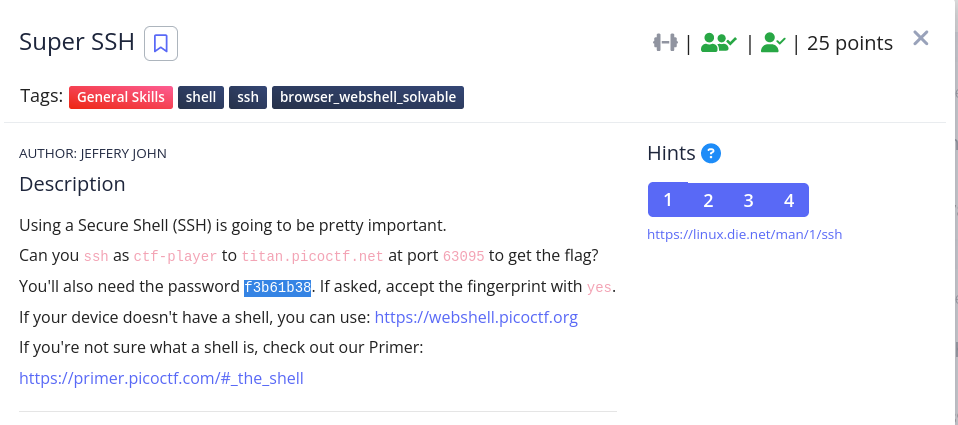 Super SSH
| | 25 points
Tags: General Skills shell ssh browser_webshell_solvable
AUTHOR: JEFFERY JOHN
Description
Using a Secure Shell (SSH) is going to be pretty important.
Can you ssh as ctf-player to titan.picoctf.net at port 63095 to get the flag?
You'll also need the password f3b61b38. If asked, accept the fingerprint with yes.
If your device doesn't have a shell, you can use: https://webshell.picoctf.org
If you're not sure what a shell is, check out our Primer:
https://primer.picoctf.com/#_the_shell
Hints ?
1 2 3 4
https://linux.die.net/man/1/ssh